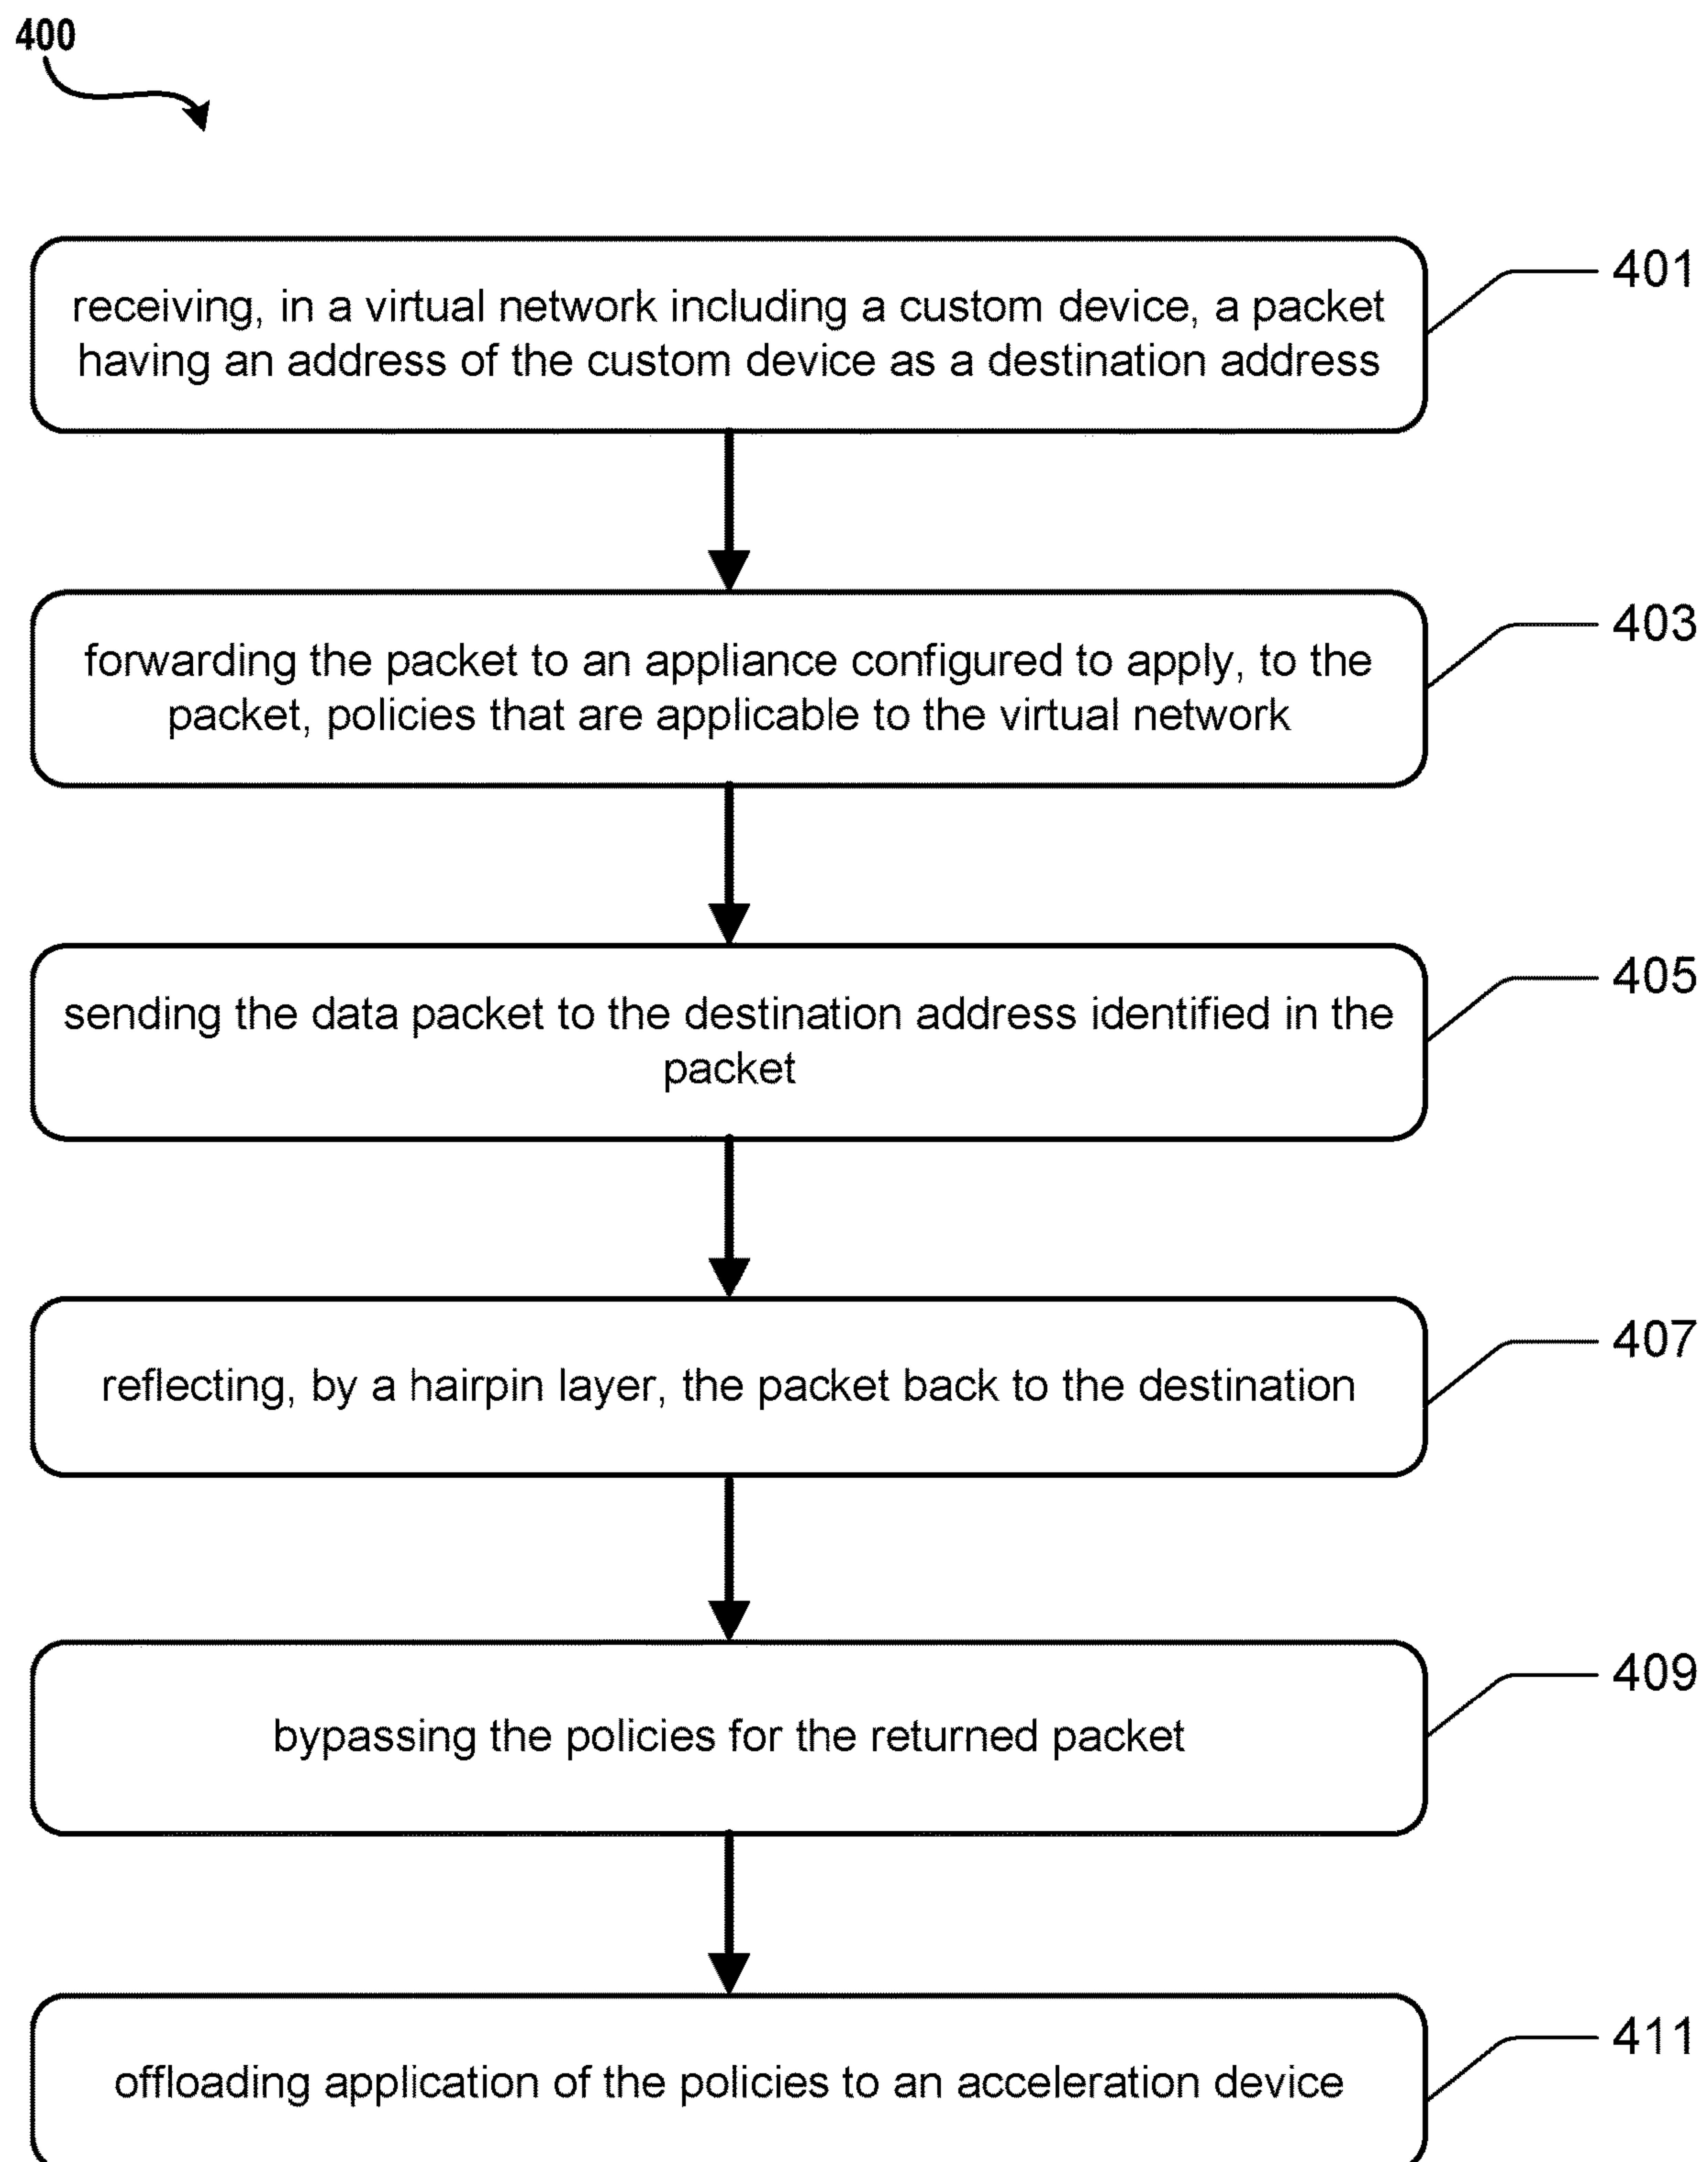 400
receiving, in a virtual network including a custom device, a packet
having an address of the custom device as a destination address
401
forwarding the packet to an appliance configured to apply, to the
packet, policies that are applicable to the virtual network
403
sending the data packet to the destination address identified in the
packet
405
reflecting, by a hairpin layer, the packet back to the destination
407
bypassing the policies for the returned packet
409
offloading application of the policies to an acceleration device
411